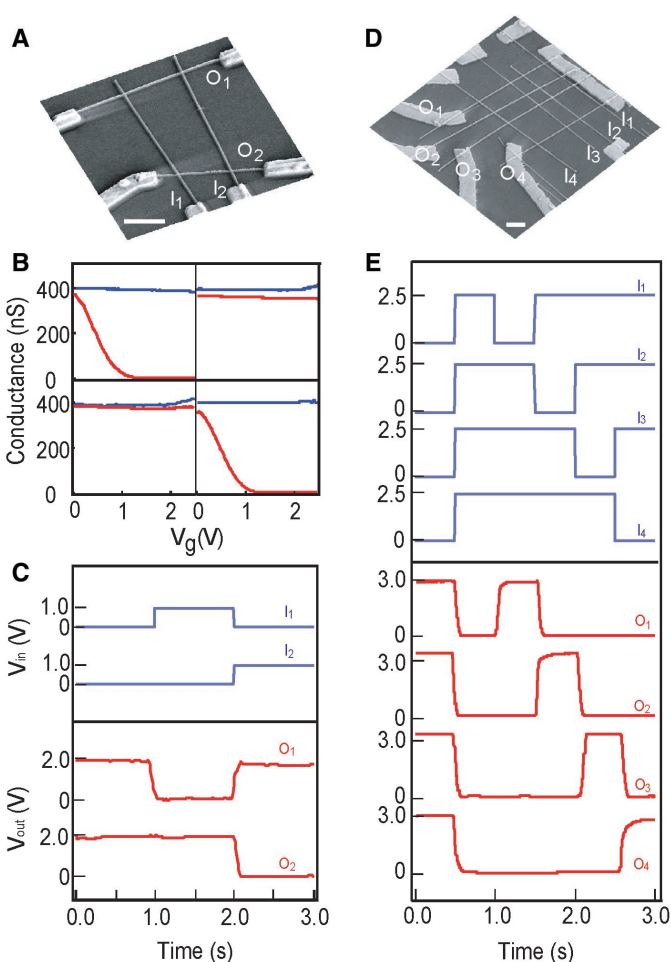 A
O1
O2
I1
I2
D
O1
O2
O3
O4
I1
I2
I3
I4
B
Conductance (nS)
400
200
0
400
200
0
0 1 2 0 1 2
Vg(V)
C
Vin (V)
1.0
0
I1
1.0
0
I2
Vout (V)
2.0
0
O1
2.0
0
O2
0.0 1.0 2.0 3.0
Time (s)
E
2.5
0
I1
2.5
0
I2
2.5
0
I3
2.5
0
I4
3.0
0
O1
3.0
0
O2
3.0
0
O3
3.0
0
O4
0.0 1.0 2.0 3.0
Time (s)